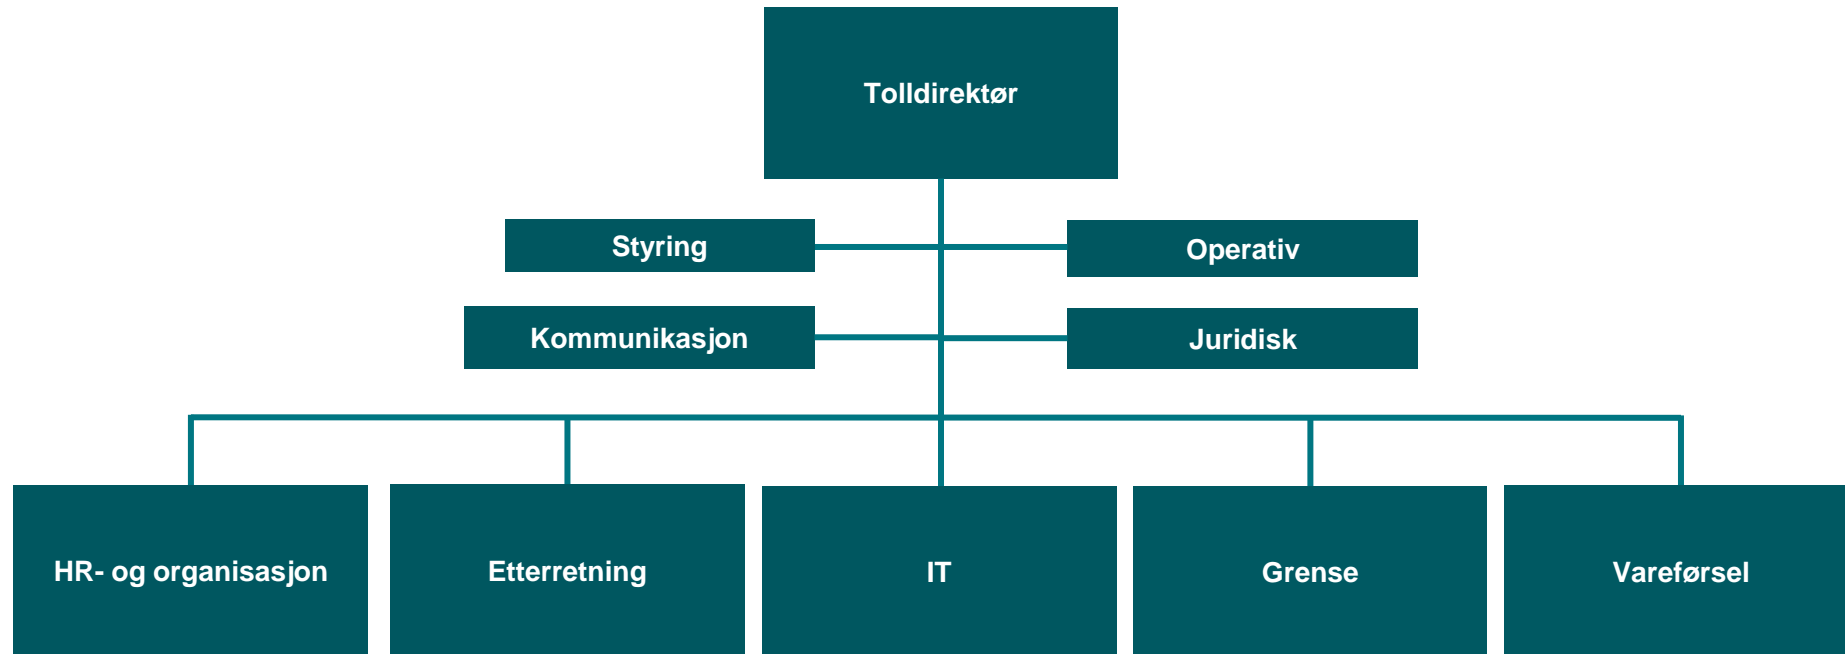 Tolldirektør
Styring
Operativ
Kommunikasjon
Juridisk
HR- og organisasjon
Etterretning
IT
Grense
Vareførsel